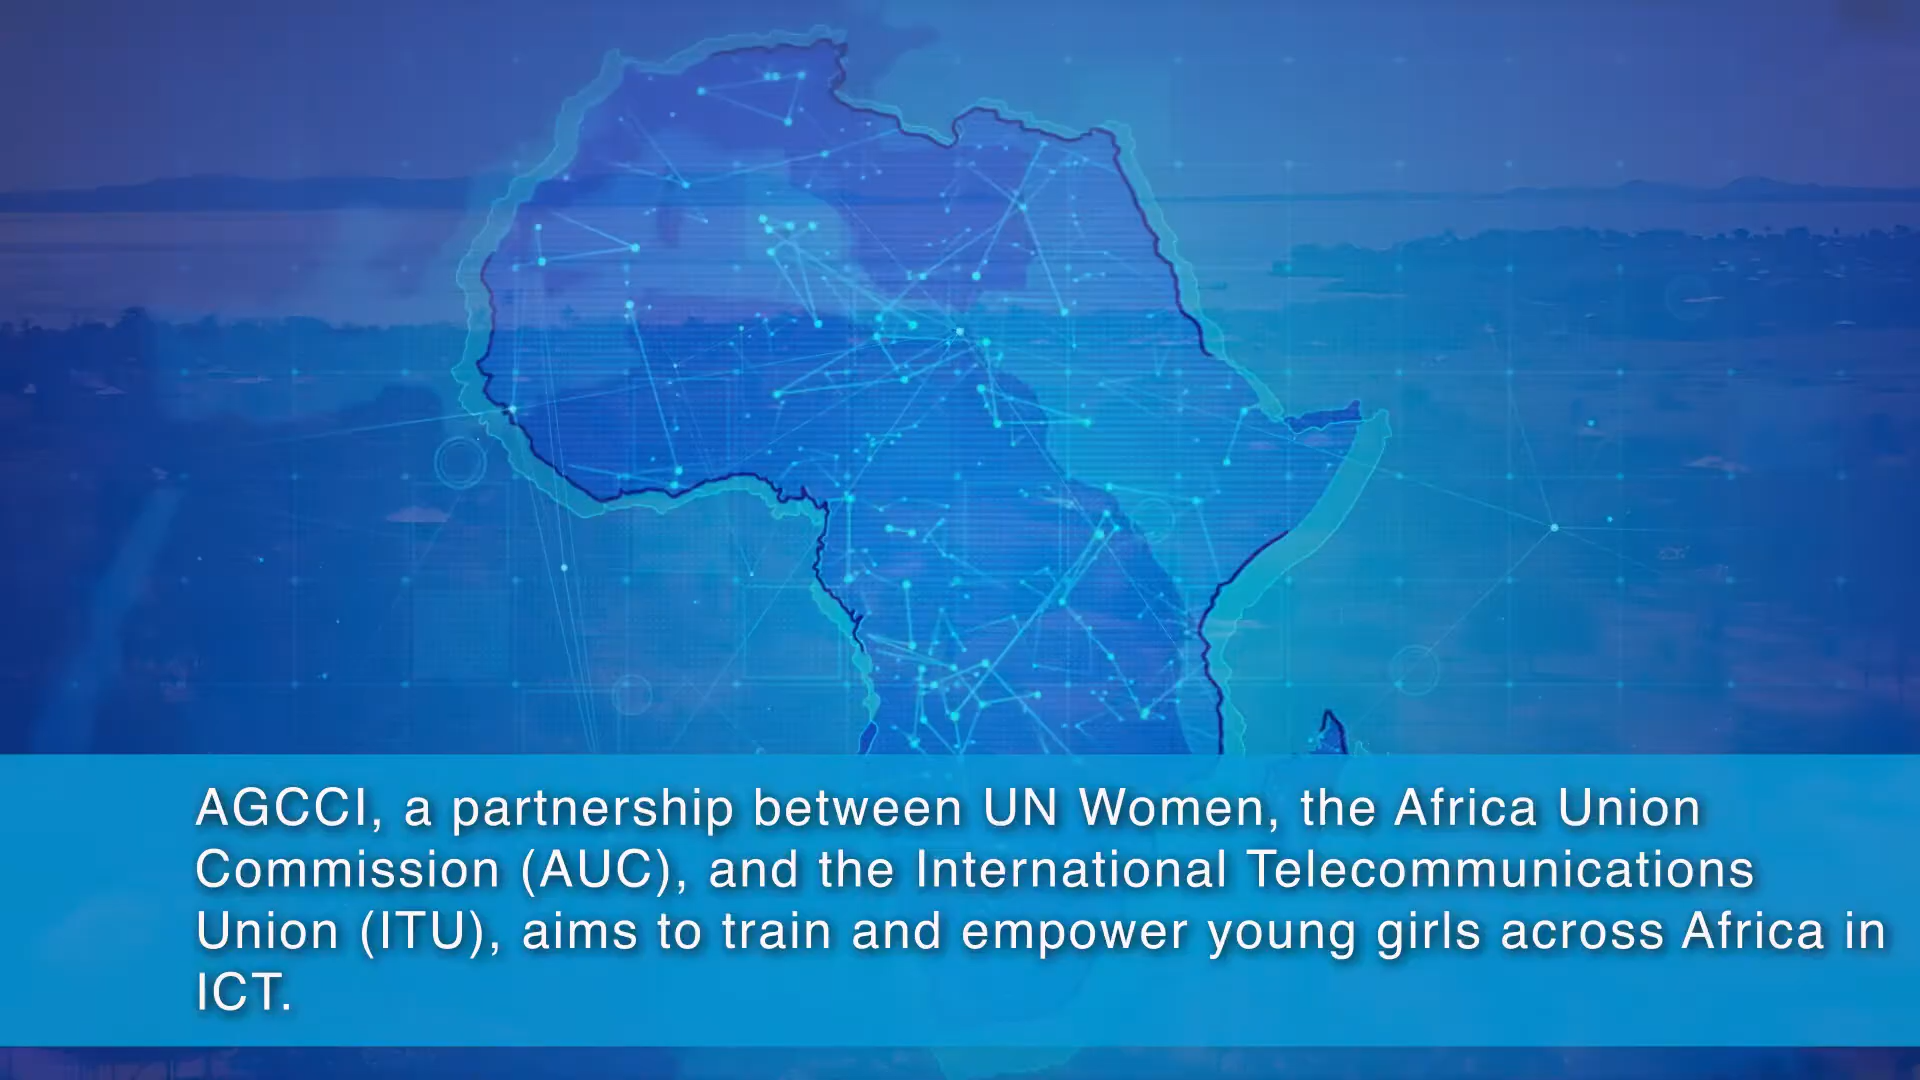 AGCCI, a partnership between UN Women, the Africa Union
Commission (AUC), and the International Telecommunications
Union (ITU), aims to train and empower young girls across Africa in
ICT.